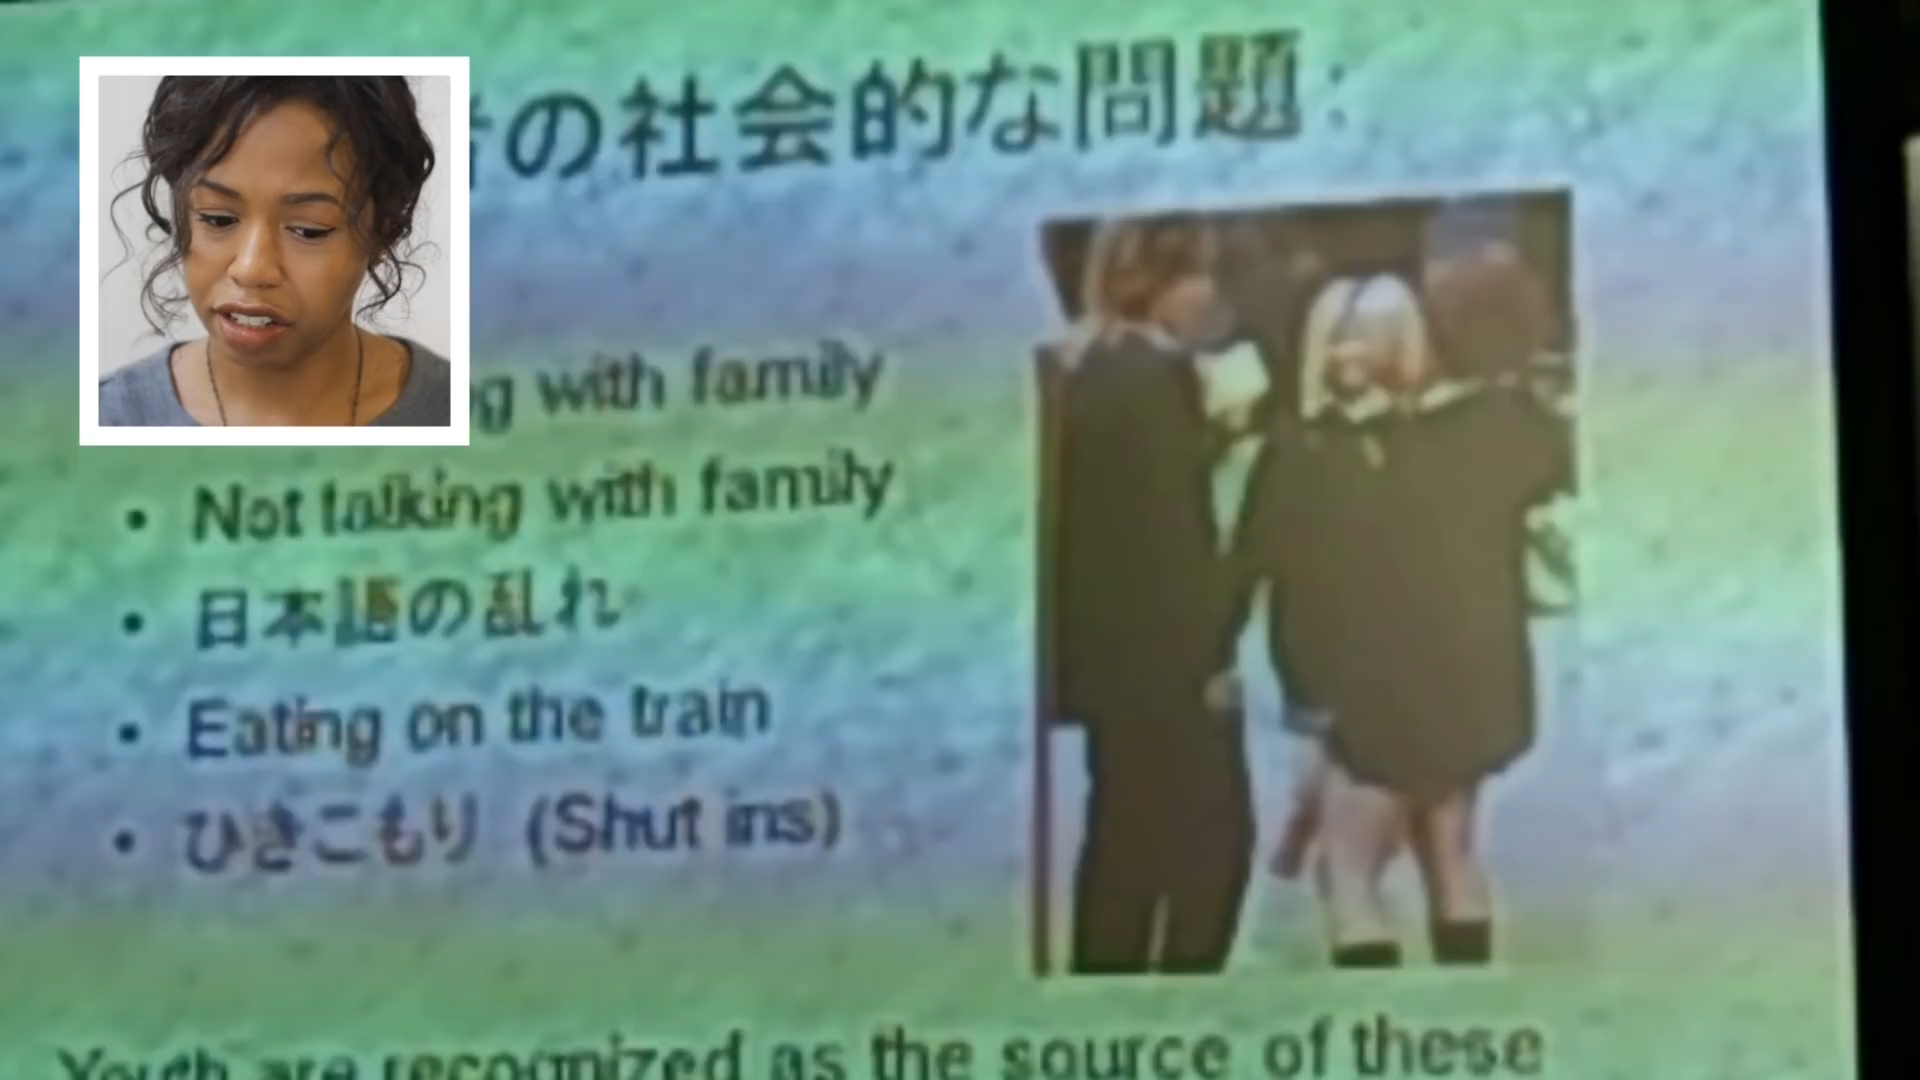 の社会的な問題:
with family
• Not talking with family
• 日本語の乱れ
• Eating on the train
• ひきこもり (Shut ins)
Youth are recognized as the source of these